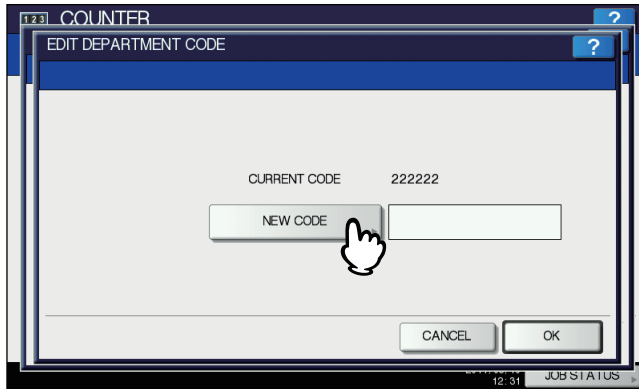 123 COUNTER ?
EDIT DEPARTMENT CODE ?
CURRENT CODE 222222
NEW CODE
CANCEL OK
12:31 JOB STATUS